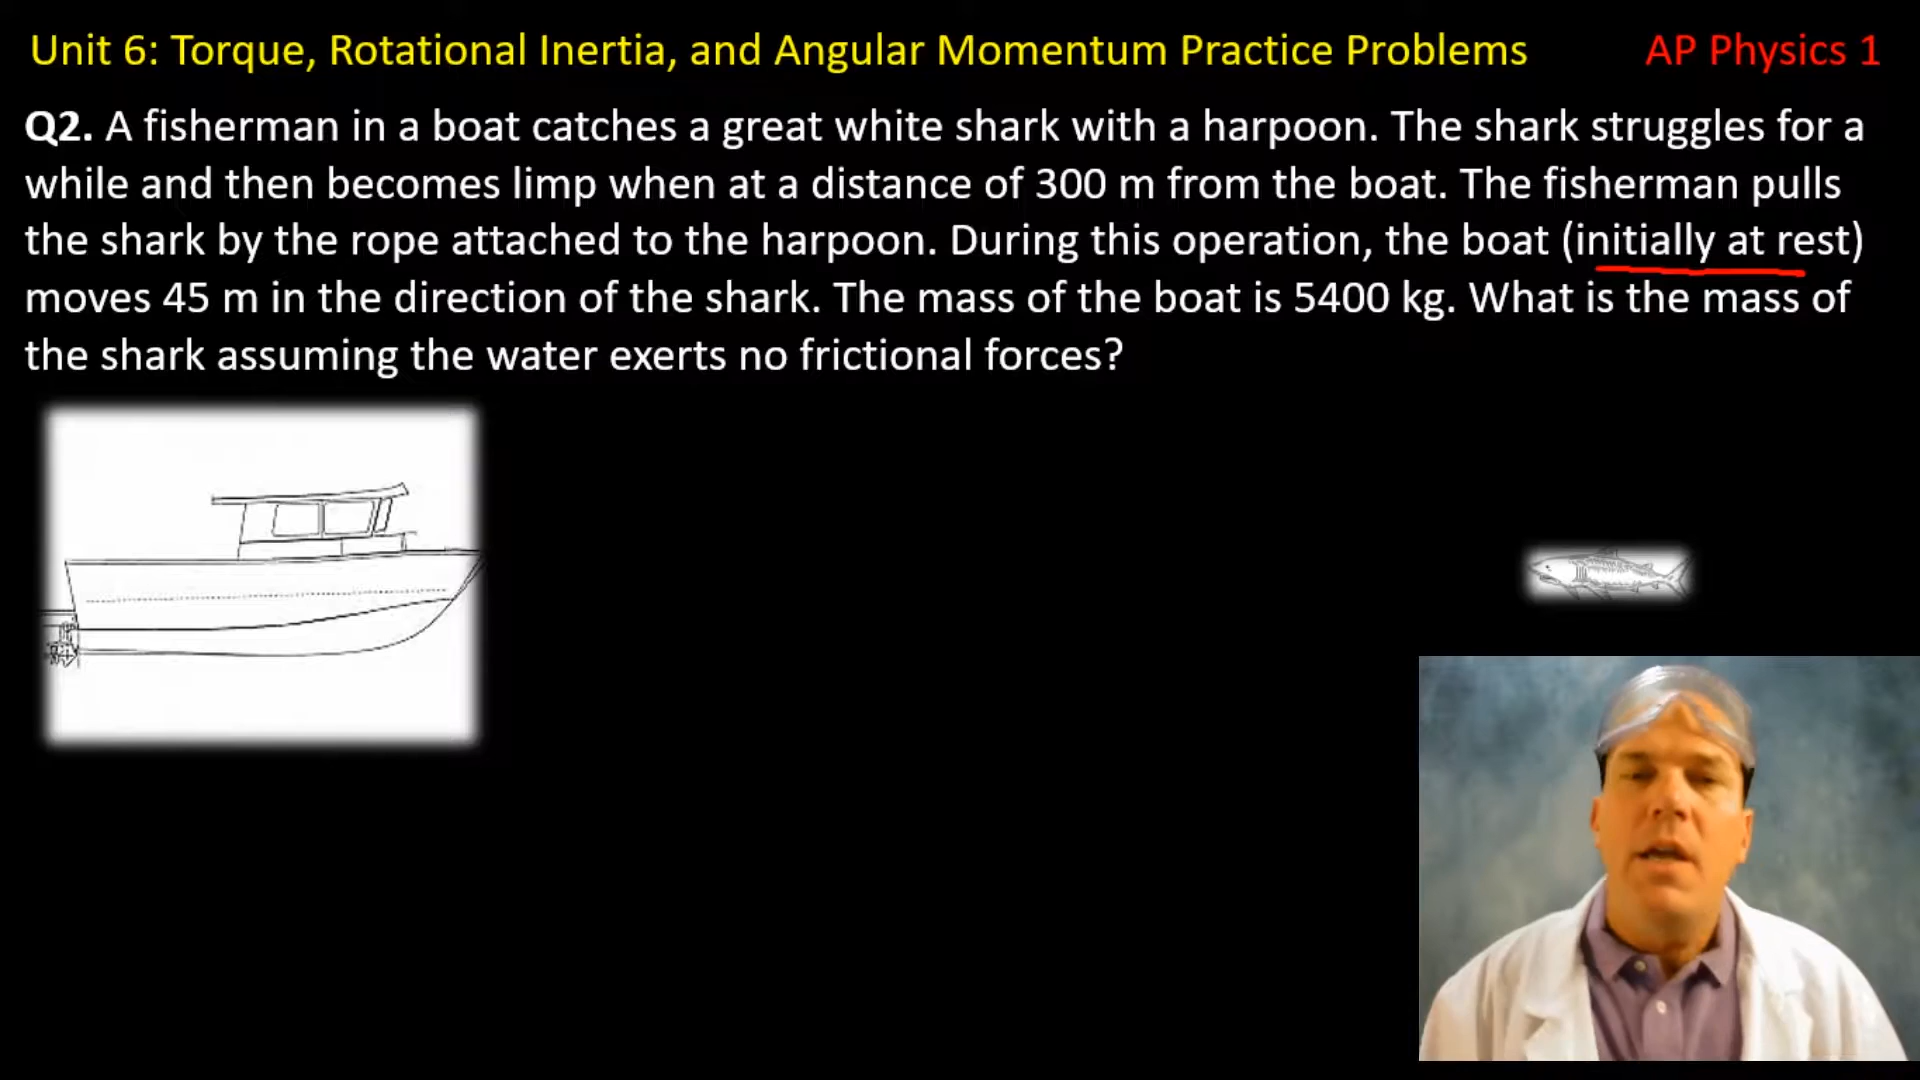 Unit 6: Torque, Rotational Inertia, and Angular Momentum Practice Problems AP Physics 1
Q2. A fisherman in a boat catches a great white shark with a harpoon. The shark struggles for a
while and then becomes limp when at a distance of 300 m from the boat. The fisherman pulls
the shark by the rope attached to the harpoon. During this operation, the boat (initially at rest)
moves 45 m in the direction of the shark. The mass of the boat is 5400 kg. What is the mass of
the shark assuming the water exerts no frictional forces?